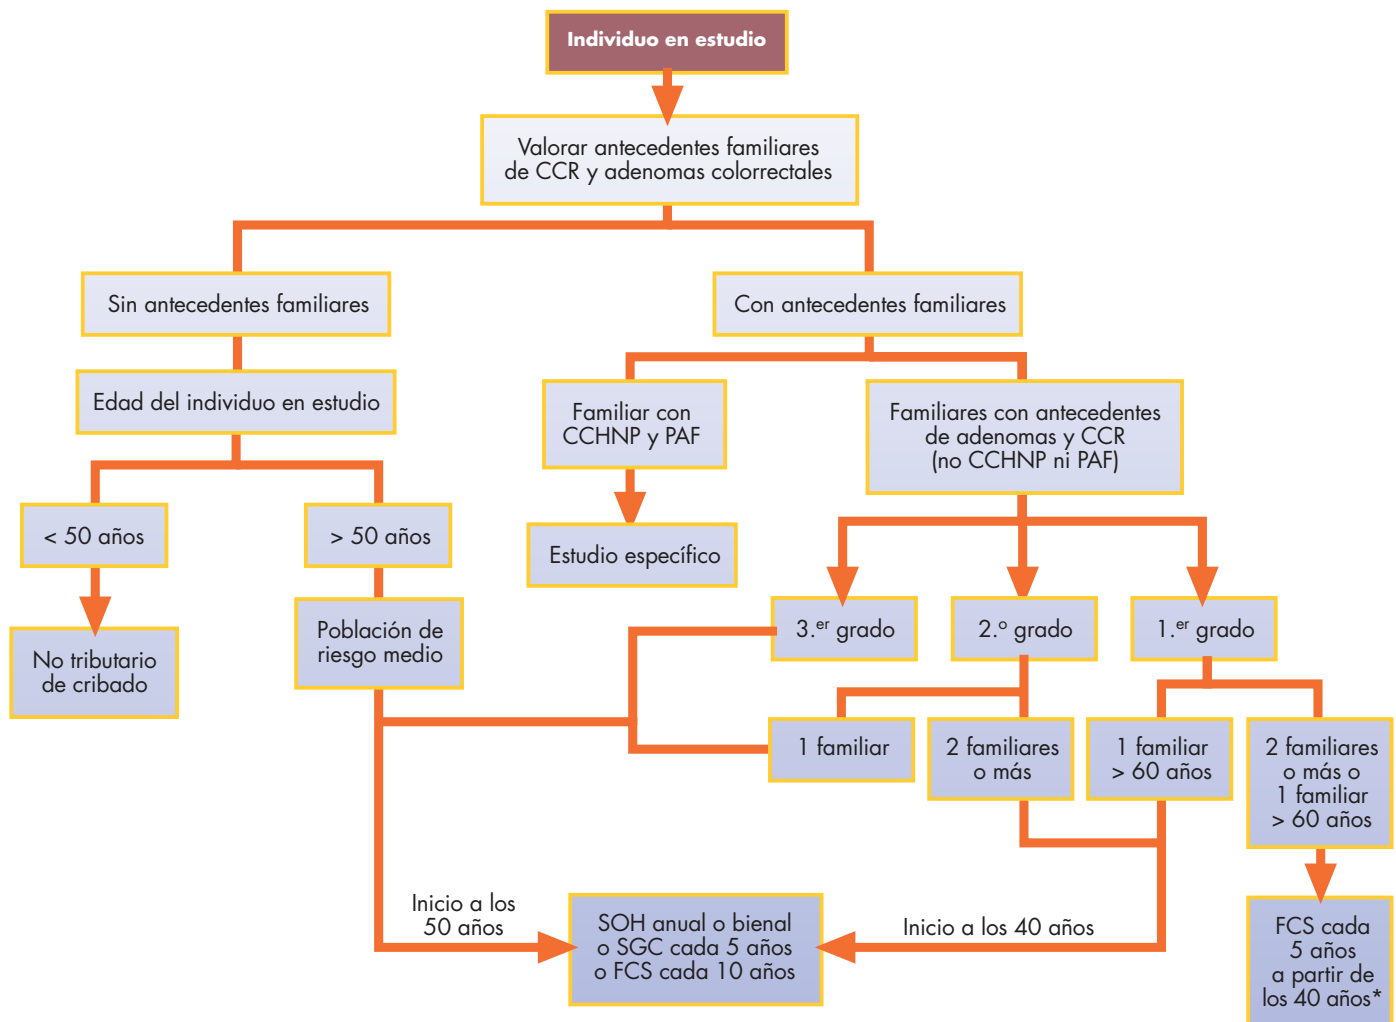 Individuo en estudio
Valorar antecedentes familiares
de CCR y adenomas colorrectales
Sin antecedentes familiares
Con antecedentes familiares
Edad del individuo en estudio
Familiar con
CCHNP y PAF
Familiares con antecedentes
de adenomas y CCR
(no CCHNP ni PAF)
< 50 años
> 50 años
Estudio específico
No tributario
de cribado
Población de
riesgo medio
3.er grado
2.o grado
1.er grado
1 familiar
2 familiares
o más
1 familiar
> 60 años
2 familiares
o más o
1 familiar
> 60 años
Inicio a los
50 años
SOH anual o bienal
o SGC cada 5 años
o FCS cada 10 años
Inicio a los 40 años
FCS cada
5 años
a partir de
los 40 años*